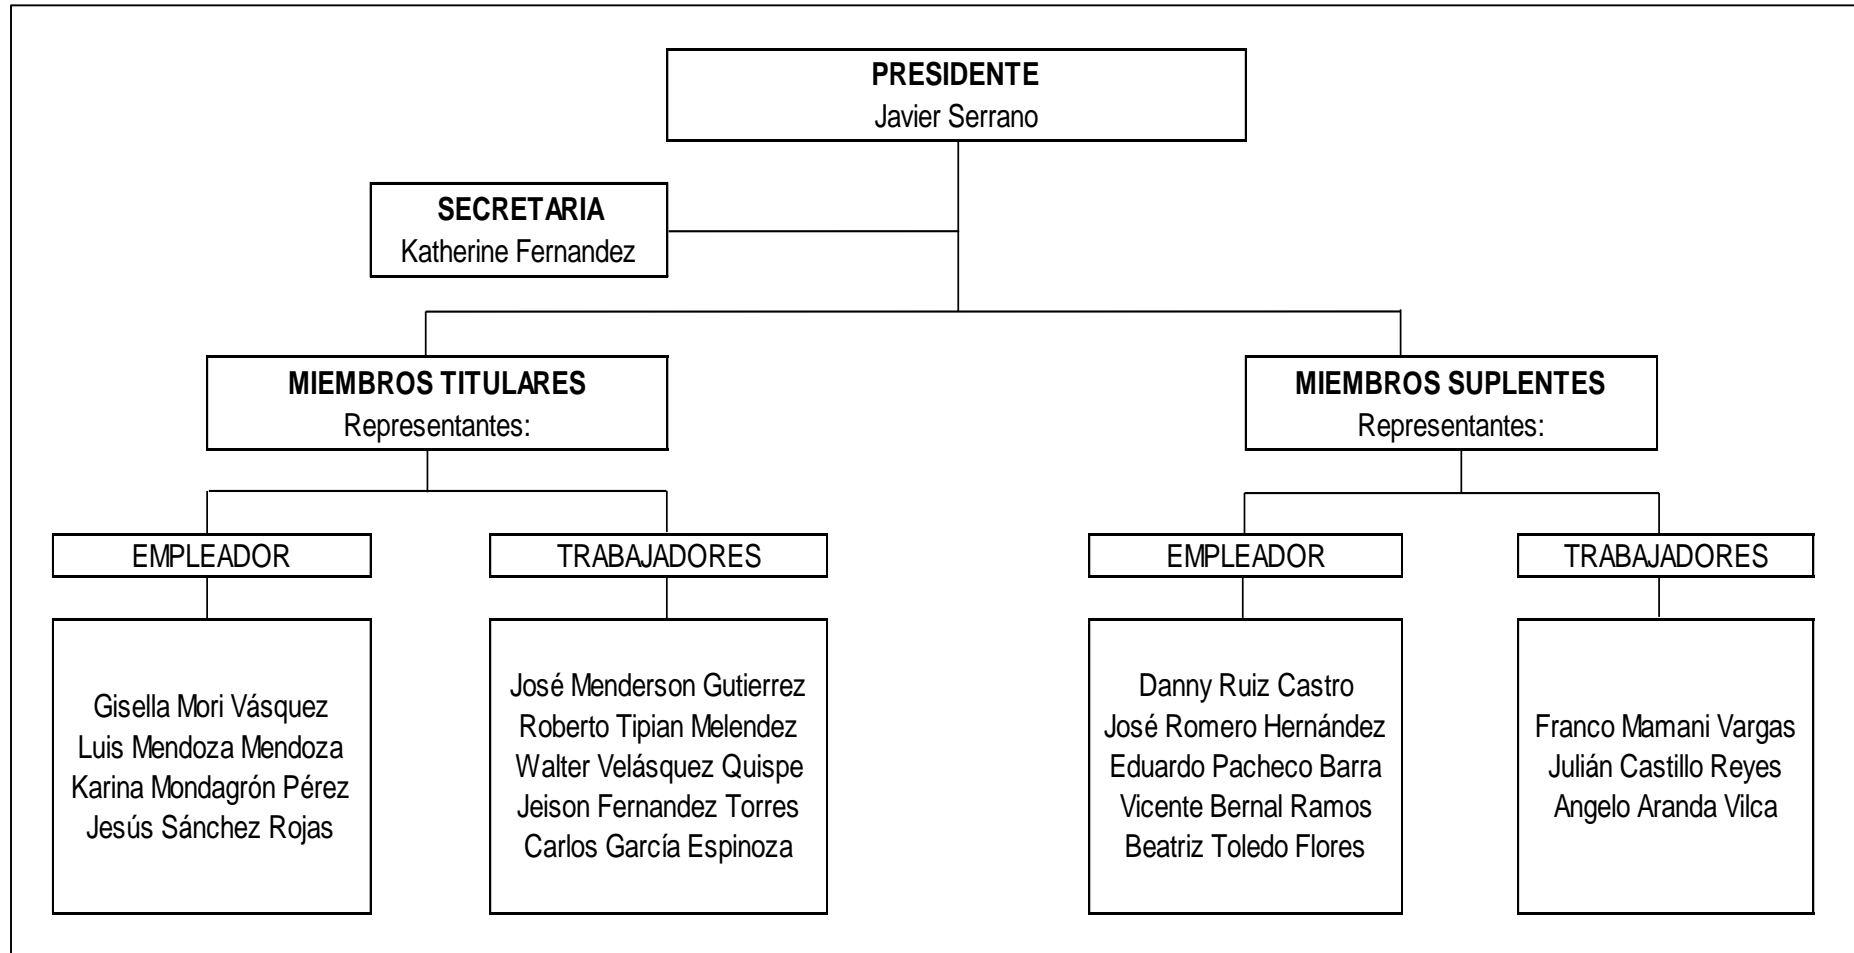 PRESIDENTE
Javier Serrano
SECRETARIA
Katherine Fernandez
MIEMBROS TITULARES
Representantes:
MIEMBROS SUPLENTES
Representantes:
EMPLEADOR
TRABAJADORES
EMPLEADOR
TRABAJADORES
Gisella Mori Vásquez
Luis Mendoza Mendoza
Karina Mondagrón Pérez
Jesús Sánchez Rojas
José Menderson Gutierrez
Roberto Tipian Melendez
Walter Velásquez Quispe
Jeison Fernandez Torres
Carlos García Espinoza
Danny Ruiz Castro
José Romero Hernández
Eduardo Pacheco Barra
Vicente Bernal Ramos
Beatriz Toledo Flores
Franco Mamani Vargas
Julián Castillo Reyes
Angelo Aranda Vilca